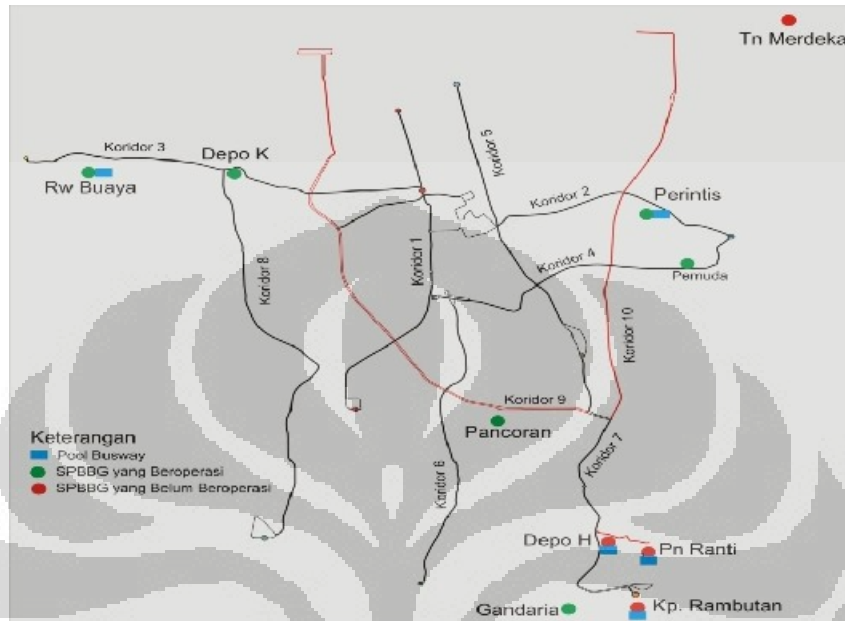 Tn Merdeka
Koridor 3
Depo K
Rw Buaya
Koridor 5
Koridor 2
Perintis
Koridor 1
Koridor 8
Koridor 4
Pemuda
Koridor 10
Koridor 9
Pancoran
Koridor 7
Koridor 6
Keterangan
Pool Busway
SPBBG yang Beroperasi
SPBBG yang Belum Beroperasi
Depo H
Pn Ranti
Gandaria
Kp. Rambutan